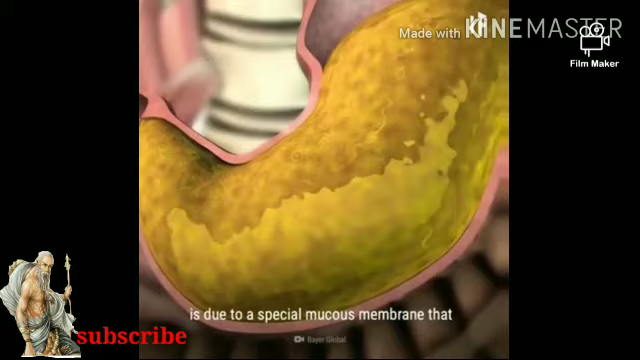 Made with KINEMASTER
Film Maker
is due to a special mucous membrane that
Bayer Global
subscribe